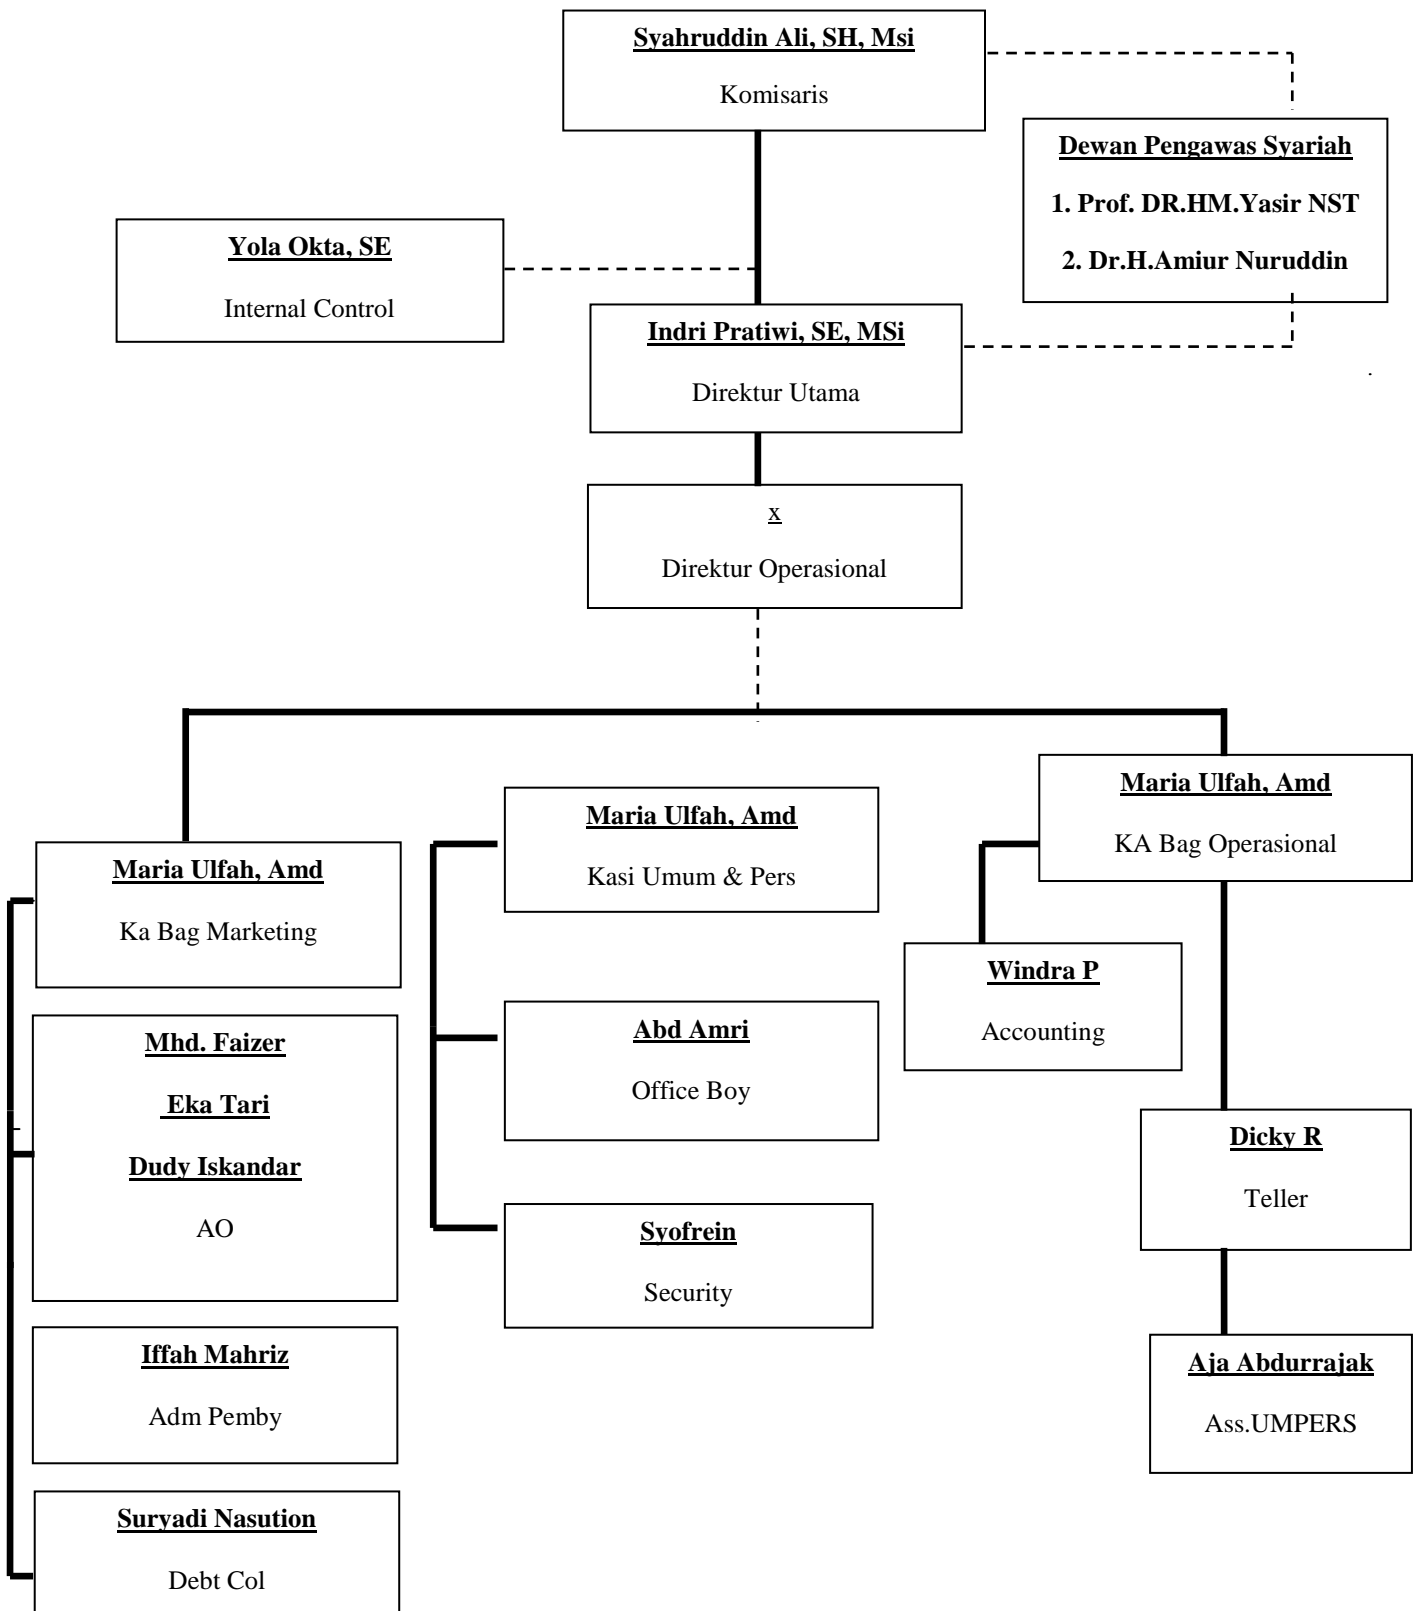 Syahruddin Ali, SH, Msi
Komisaris
Dewan Pengawas Syariah
1. Prof. DR.HM.Yasir NST
2. Dr.H.Amiur Nuruddin
Yola Okta, SE
Internal Control
Indri Pratiwi, SE, MSi
Direktur Utama
.
x
Direktur Operasional
Maria Ulfah, Amd
Ka Bag Marketing
Mhd. Faizer
Eka Tari
Dudy Iskandar
AO
Iffah Mahriz
Adm Pemby
Suryadi Nasution
Debt Col
Maria Ulfah, Amd
Kasi Umum & Pers
Abd Amri
Office Boy
Syofrein
Security
Maria Ulfah, Amd
KA Bag Operasional
Windra P
Accounting
Dicky R
Teller
Aja Abdurrajak
Ass.UMPERS